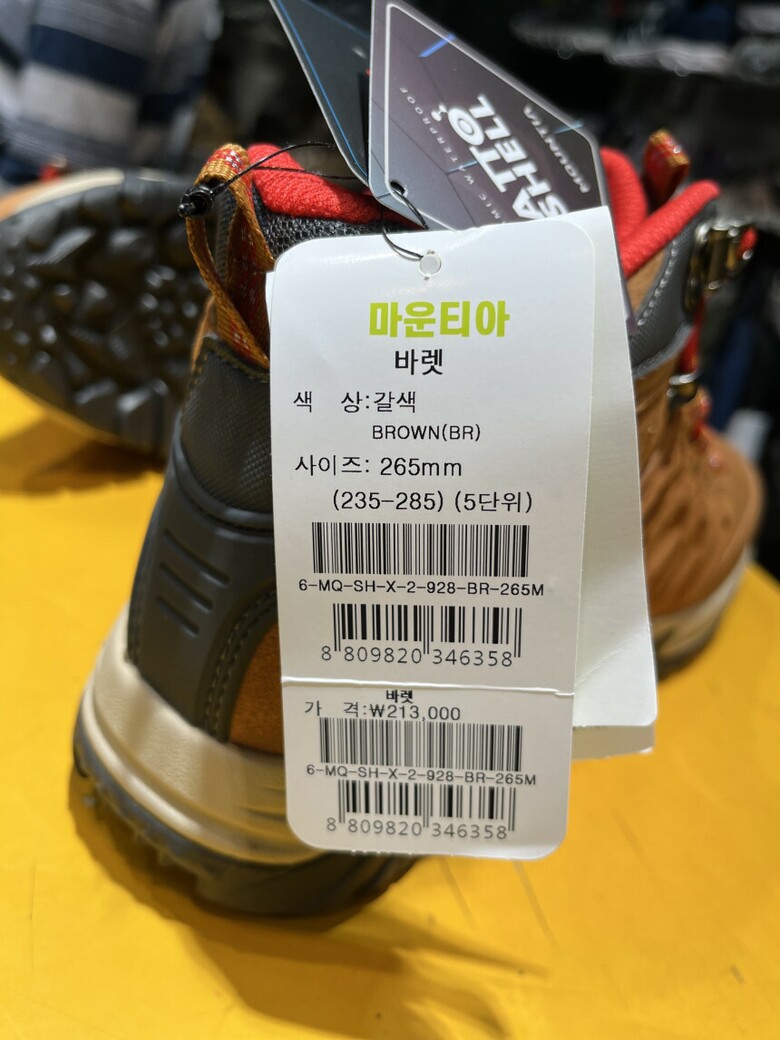 MOUNTIA
SHELL
마운티아
바렛
색 상:갈색
BROWN(BR)
사이즈: 265mm
(235-285) (5단위)
6-MQ-SH-X-2-928-BR-265M
8 809820 346358
바렛
가 격:₩213,000
6-MQ-SH-X-2-928-BR-265M
8 809820 346358